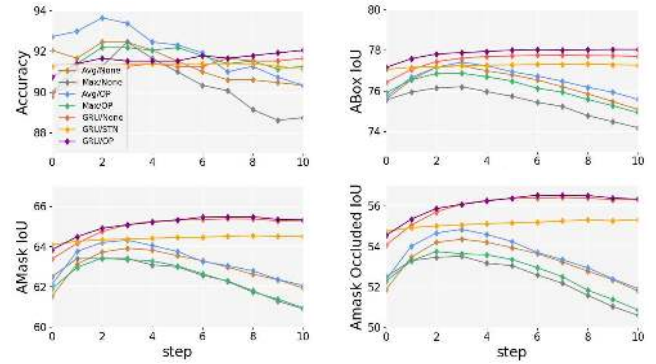 94
92
90
88
Accuracy
Avg/None
Max/None
Avg/OP
Max/OP
GRU/None
GRU/STN
GRU/OP
0 2 4 6 8 10
80
78
76
74
ABox IoU
0 2 4 6 8 10
66
64
62
60
AMask IoU
0 2 4 6 8 10
step
56
54
52
50
Amask Occluded IoU
0 2 4 6 8 10
step